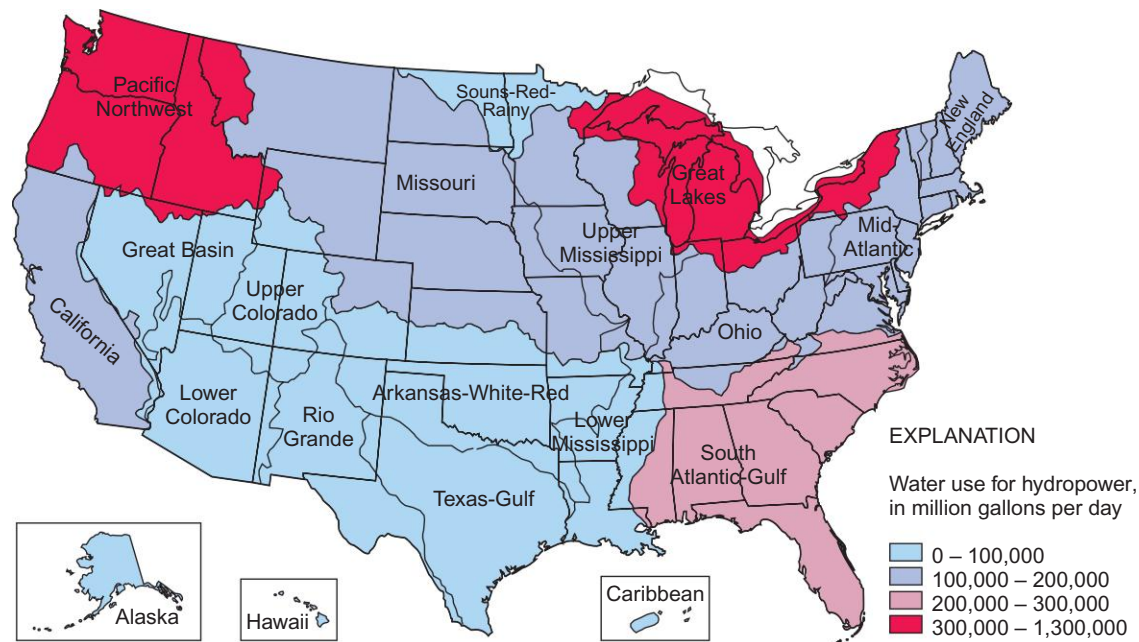 Pacific
Northwest
Souns-Red-
Rainy
New
England
Missouri
Great
Lakes
Great Basin
Upper
Mississippi
Mid-
Atlantic
Upper
Colorado
California
Ohio
Lower
Colorado
Rio
Grande
Arkansas-White-Red
Lower
Mississippi
South
Atlantic-Gulf
Texas-Gulf
Alaska
Hawaii
Caribbean
EXPLANATION
Water use for hydropower,
in million gallons per day
0 – 100,000
100,000 – 200,000
200,000 – 300,000
300,000 – 1,300,000